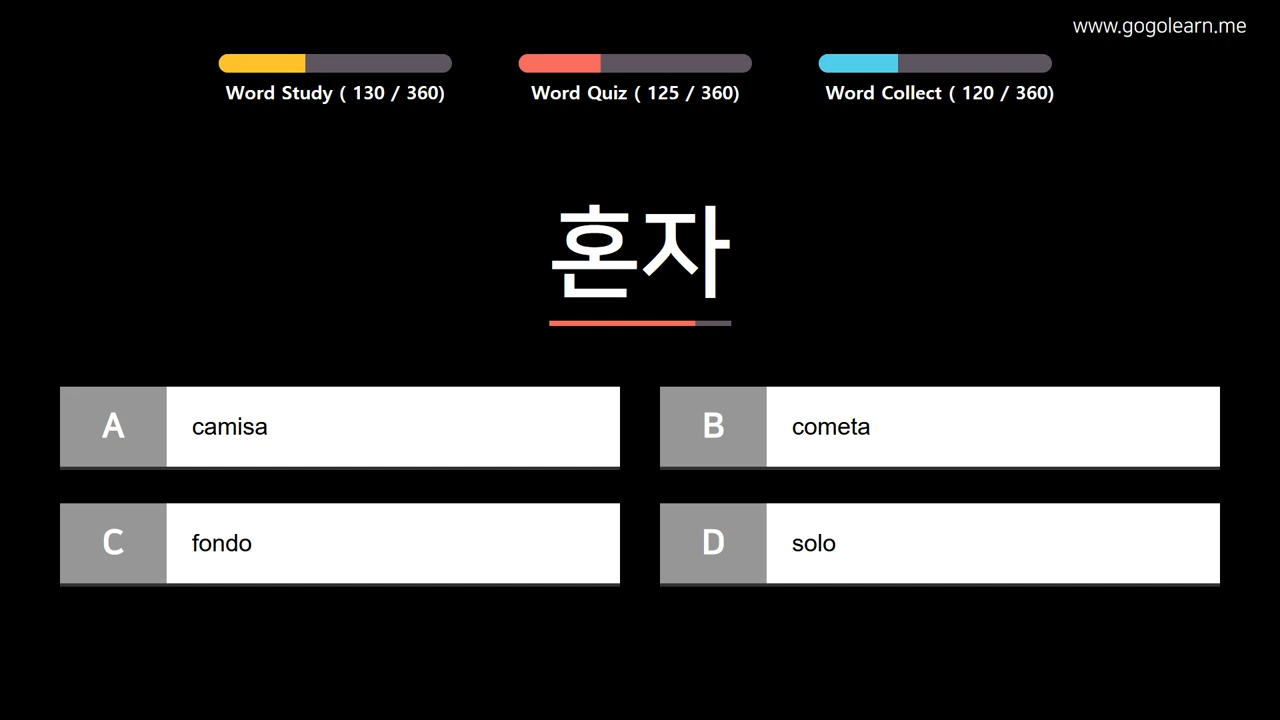 www.gogolearn.me
Word Study ( 130 / 360)
Word Quiz ( 125 / 360)
Word Collect ( 120 / 360)
혼자
A camisa
B cometa
C fondo
D solo